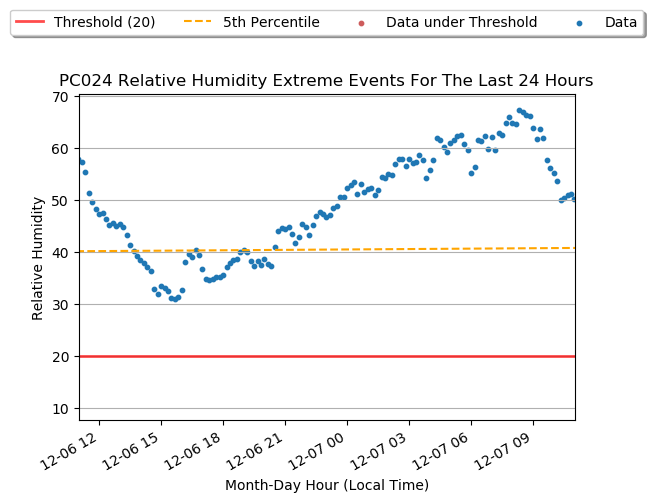 Threshold (20) 5th Percentile Data under Threshold Data
PC024 Relative Humidity Extreme Events For The Last 24 Hours
70
60
50
40
30
20
10
Relative Humidity
12-06 12 12-06 15 12-06 18 12-06 21 12-07 00 12-07 03 12-07 06 12-07 09
Month-Day Hour (Local Time)